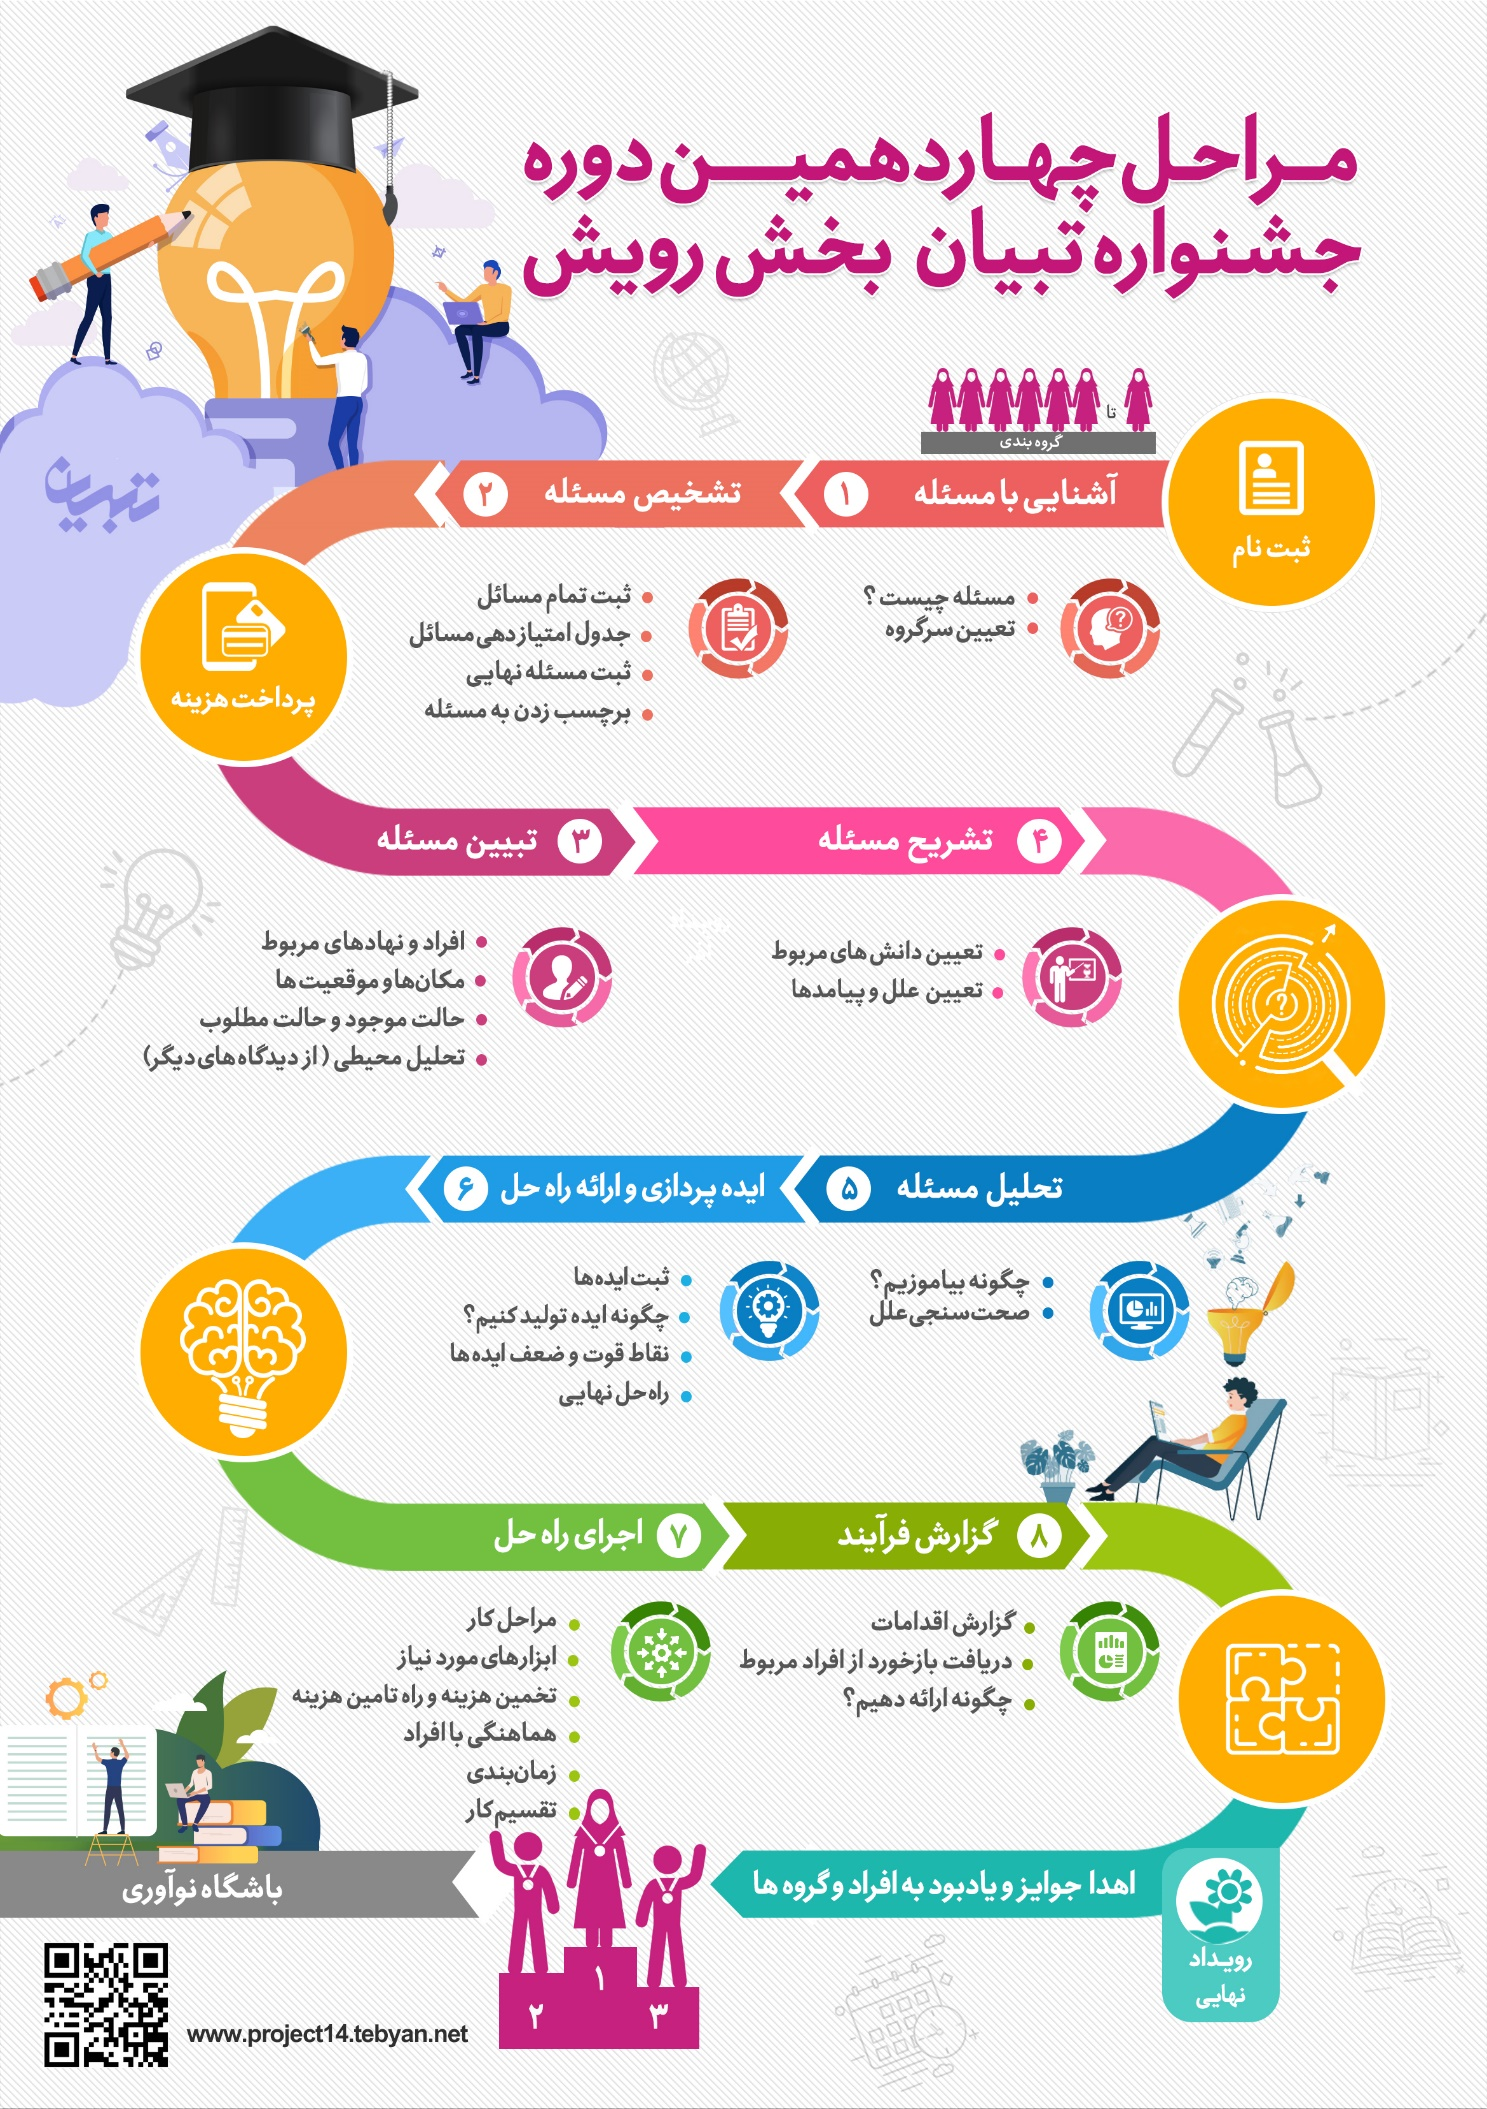 مراحل چهاردهمین دوره
جشنواره تبیان بخش رویش
تبیان
تا
گروه بندی
ثبت نام
آشنایی با مسئله ۱
تشخیص مسئله ۲
مسئله چیست ؟
تعیین سرگروه
ثبت تمام مسائل
جدول امتیازدهی مسائل
ثبت مسئله نهایی
برچسب زدن به مسئله
پرداخت هزینه
۳ تبیین مسئله
۴ تشریح مسئله
افراد و نهادهای مربوط
مکان‌ها و موقعیت ها
حالت موجود و حالت مطلوب
تحلیل محیطی ( از دیدگاه‌های دیگر)
تعیین دانش های مربوط
تعیین علل و پیامدها
تحلیل مسئله ۵
ایده پردازی و ارائه راه حل ۶
چگونه بیاموزیم؟
صحت‌سنجی علل
ثبت ایده‌ها
چگونه ایده تولید کنیم؟
نقاط قوت و ضعف ایده‌ها
راه‌حل نهایی
۷ اجرای راه حل
۸ گزارش فرآیند
مراحل کار
ابزارهای مورد نیاز
تخمین هزینه و راه تامین هزینه
هماهنگی با افراد
زمان‌بندی
تقسیم کار
گزارش اقدامات
دریافت بازخورد از افراد مربوط
چگونه ارائه دهیم؟
رویداد
نهایی
اهدا جوایز و یادبود به افراد و گروه ها
۱
۲
۳
باشگاه نوآوری
www.project14.tebyan.net